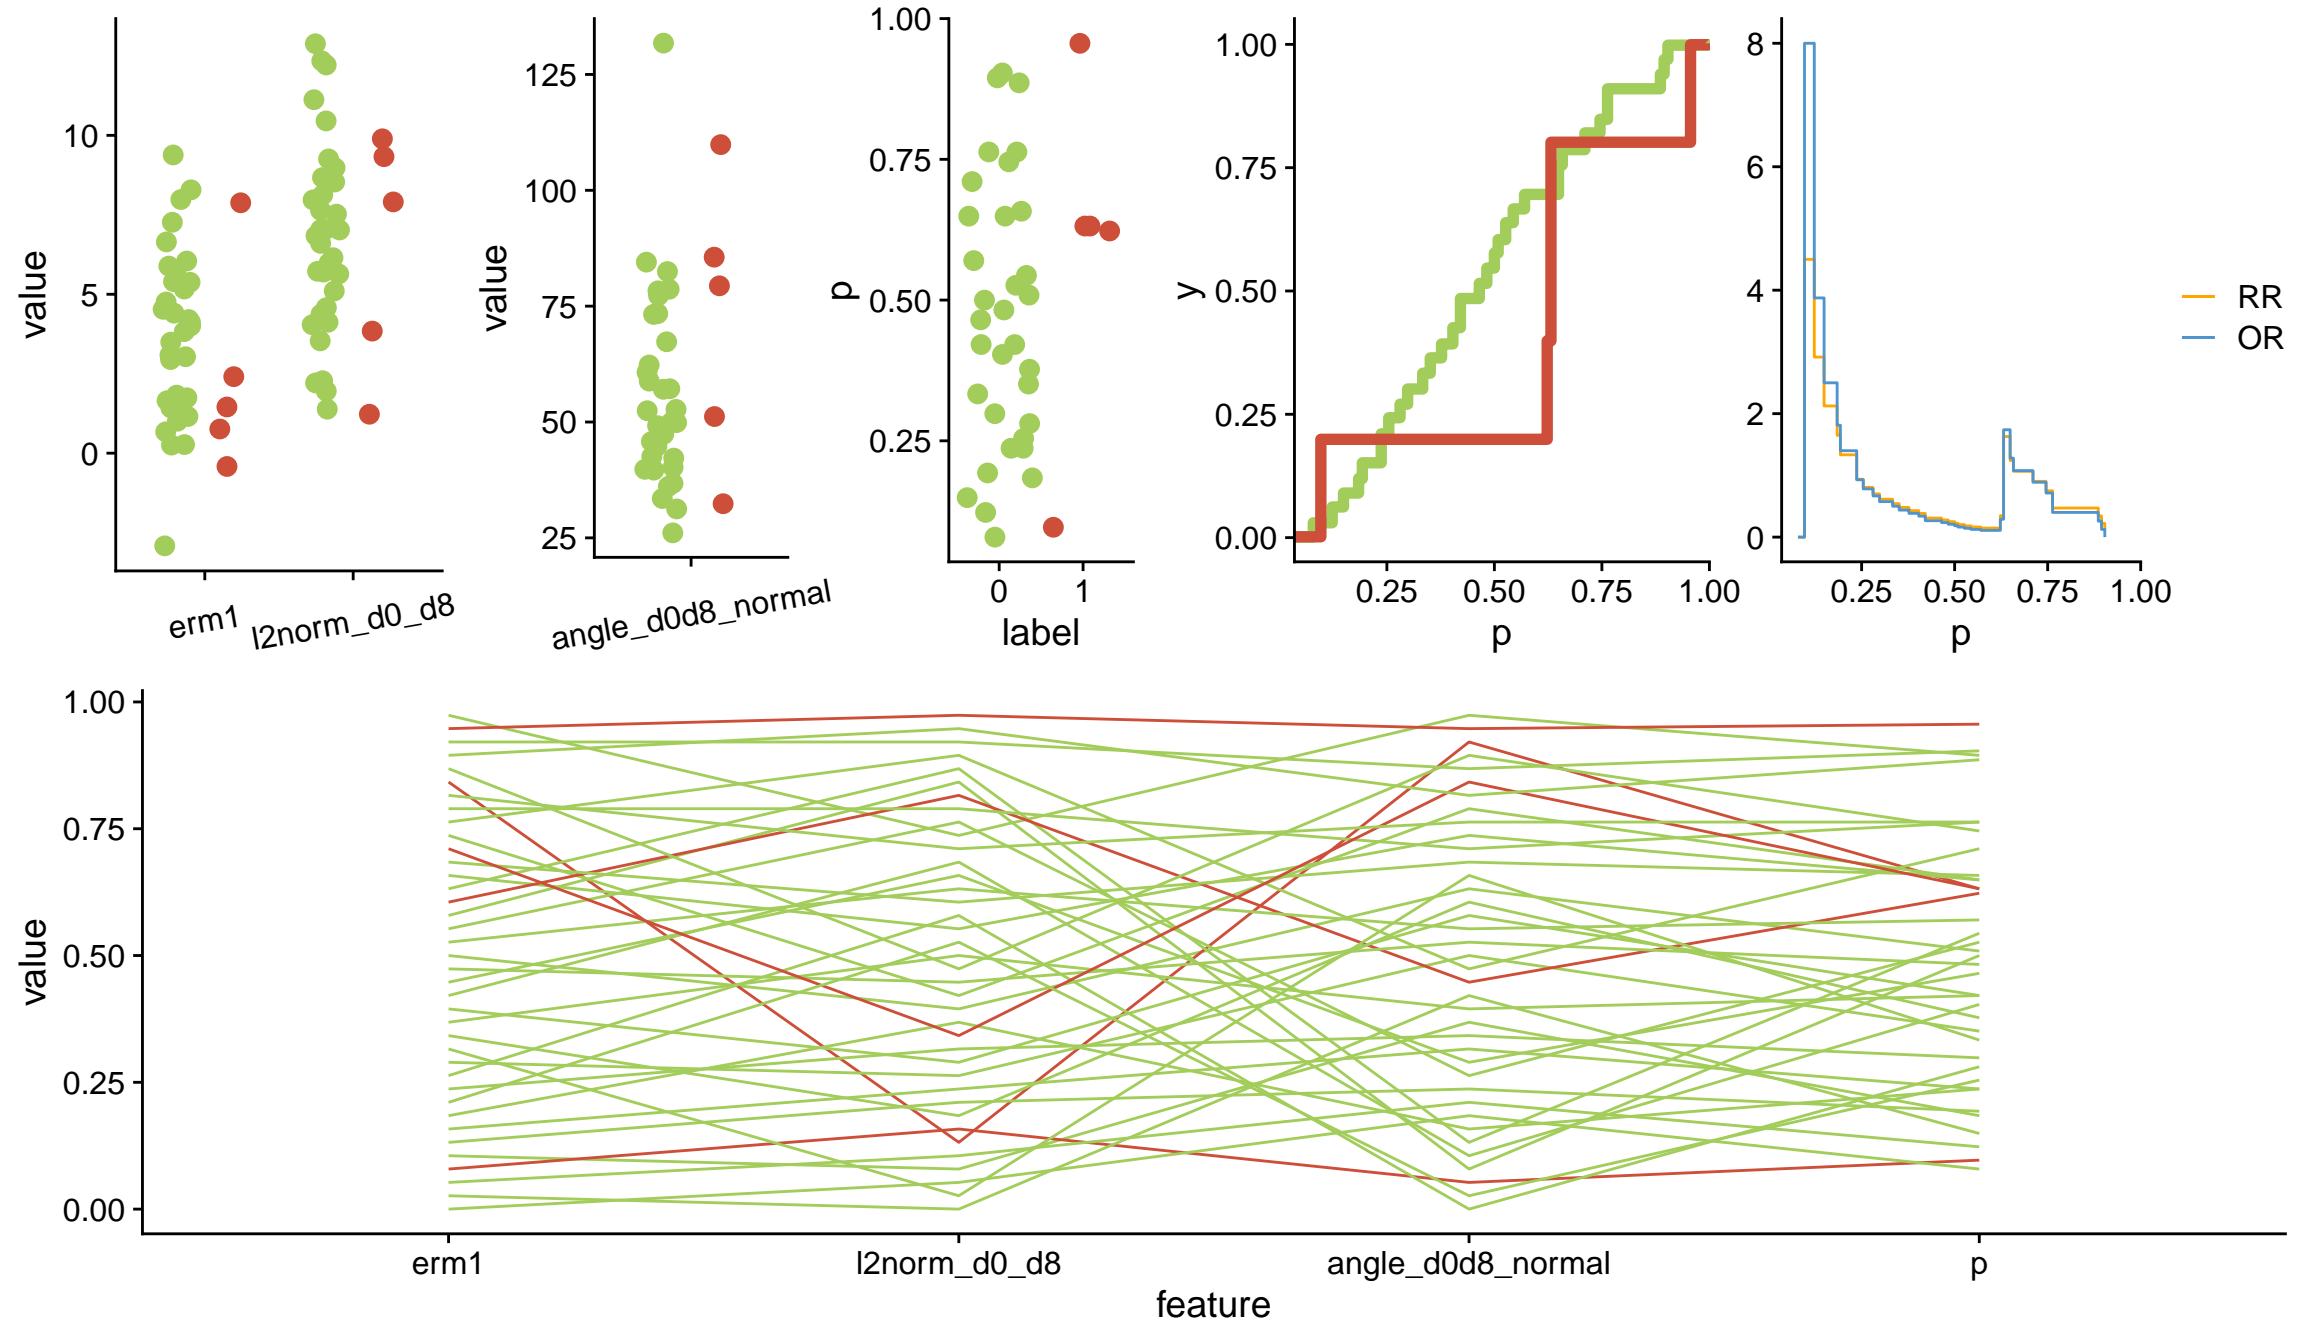 value
10
5
0
erm1
l2norm_d0_d8
value
125
100
75
50
25
angle_d0d8_normal
p
1.00
0.75
0.50
0.25
0
1
label
y
1.00
0.75
0.50
0.25
0.00
0.25 0.50 0.75 1.00
p
8
6
4
2
0
0.25 0.50 0.75 1.00
p
RR
OR
value
1.00
0.75
0.50
0.25
0.00
erm1 l2norm_d0_d8 angle_d0d8_normal p
feature